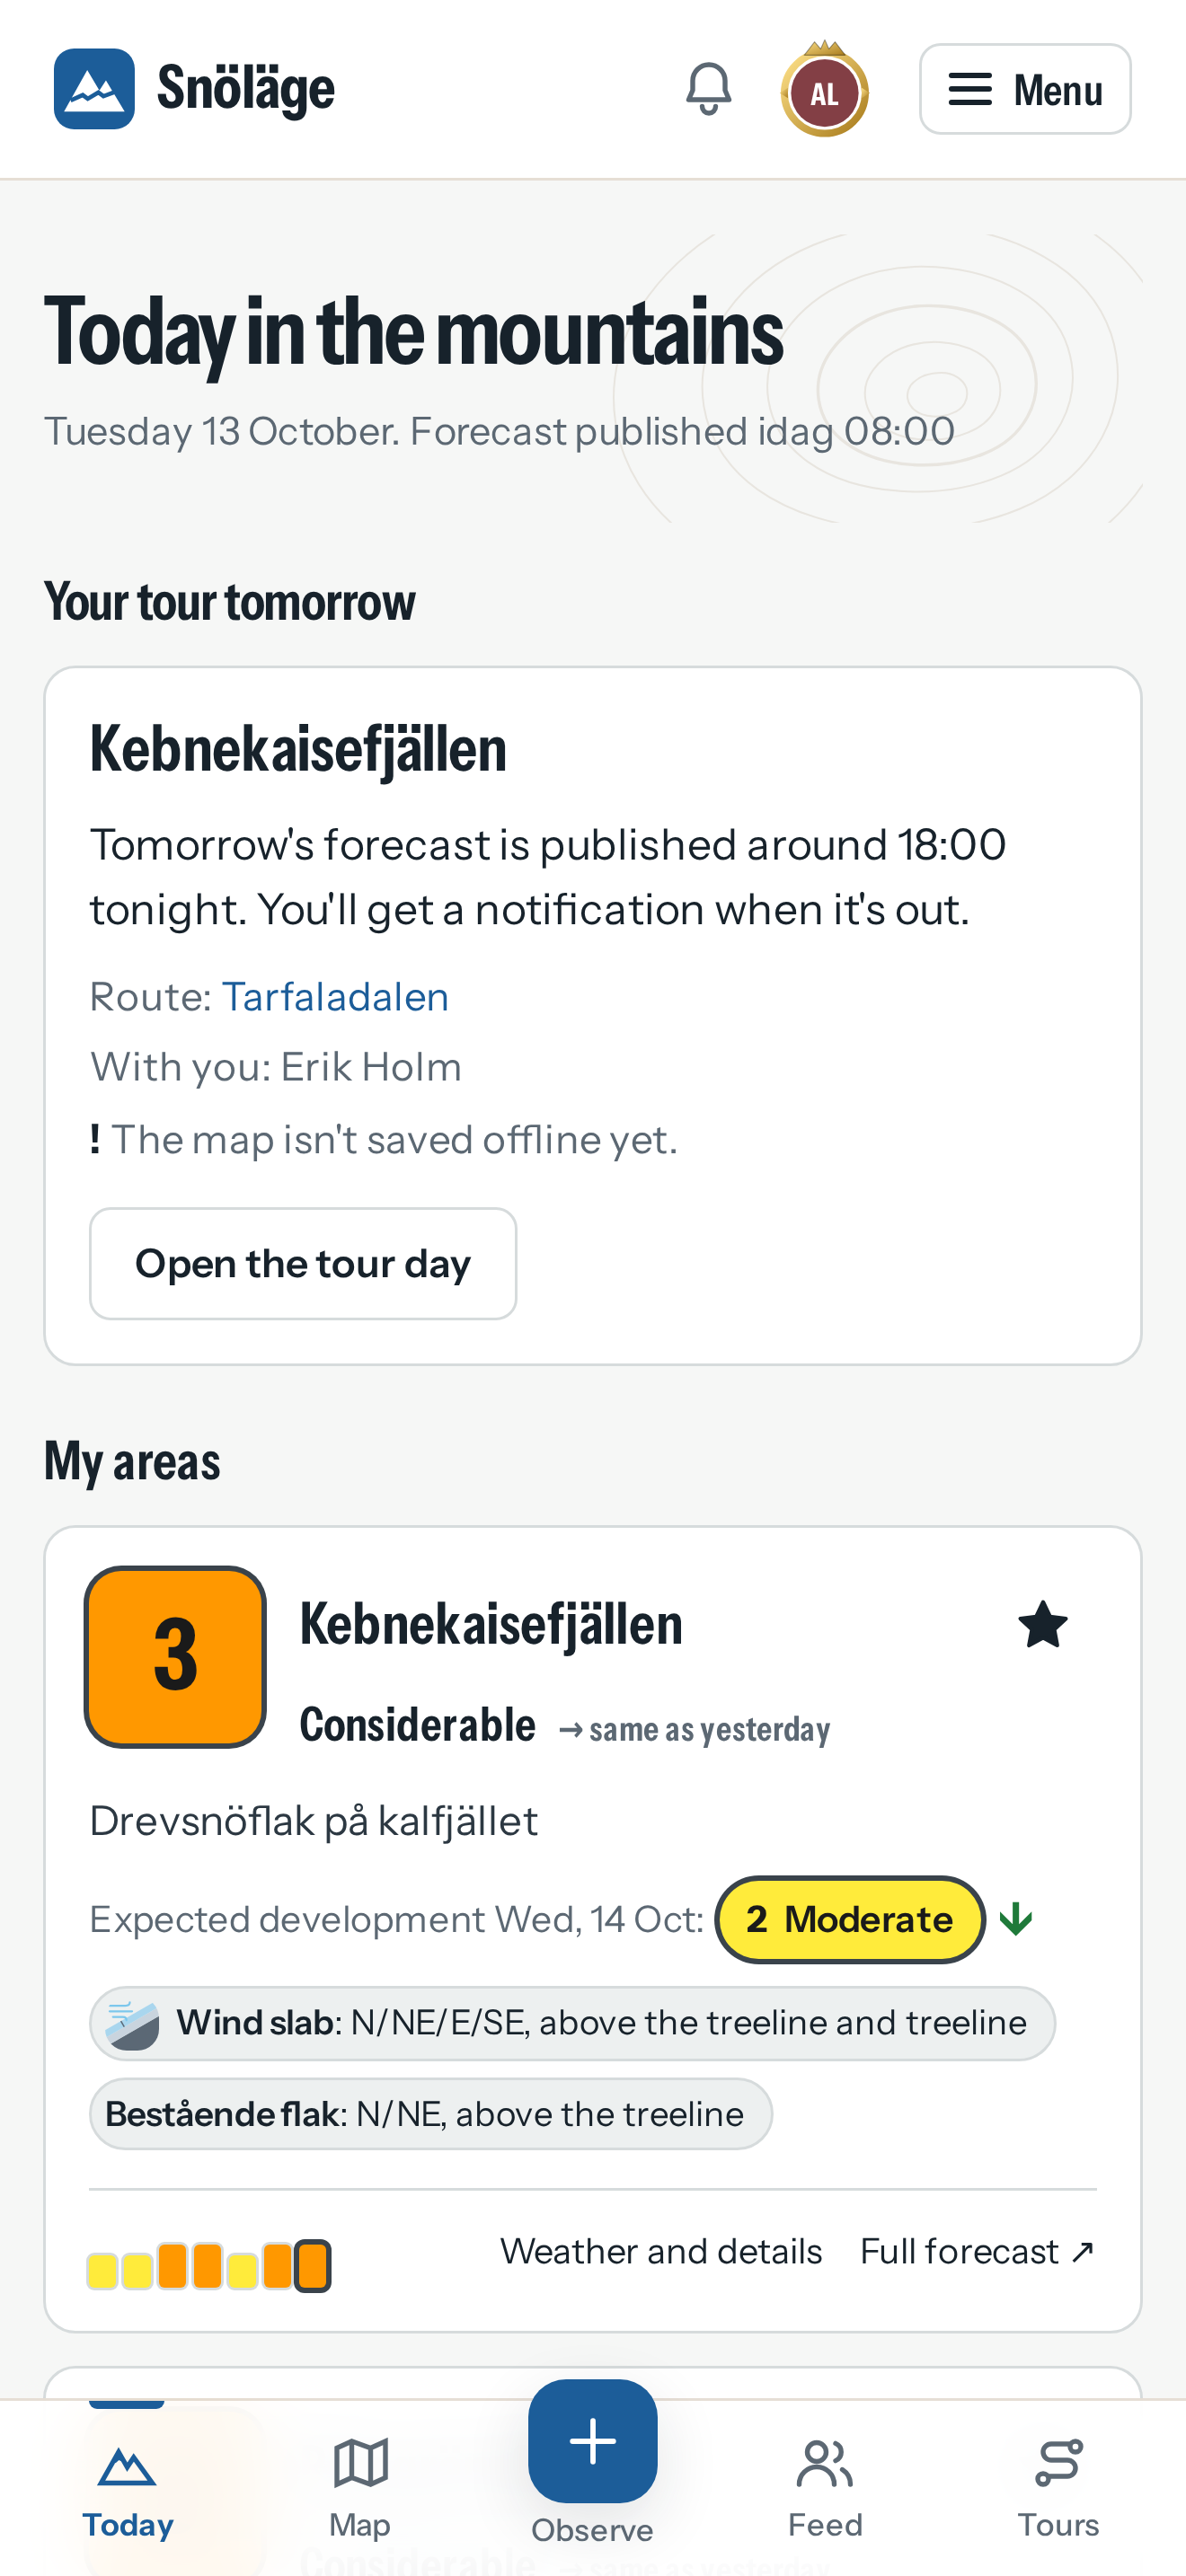 Snöläge
AL
Menu
Today in the mountains
Tuesday 13 October. Forecast published idag 08:00
Your tour tomorrow
Kebnekaisefjällen
Tomorrow's forecast is published around 18:00
tonight. You'll get a notification when it's out.
Route: Tarfaladalen
With you: Erik Holm
! The map isn't saved offline yet.
Open the tour day
My areas
3
Kebnekaisefjällen
Considerable → same as yesterday
Drevsnöflak på kalfjället
Expected development Wed, 14 Oct: 2 Moderate ↓
Wind slab: N/NE/E/SE, above the treeline and treeline
Bestående flak: N/NE, above the treeline
Weather and details Full forecast ↗
Today
Map
Observe
Feed
Tours
Considerable → same as yesterday